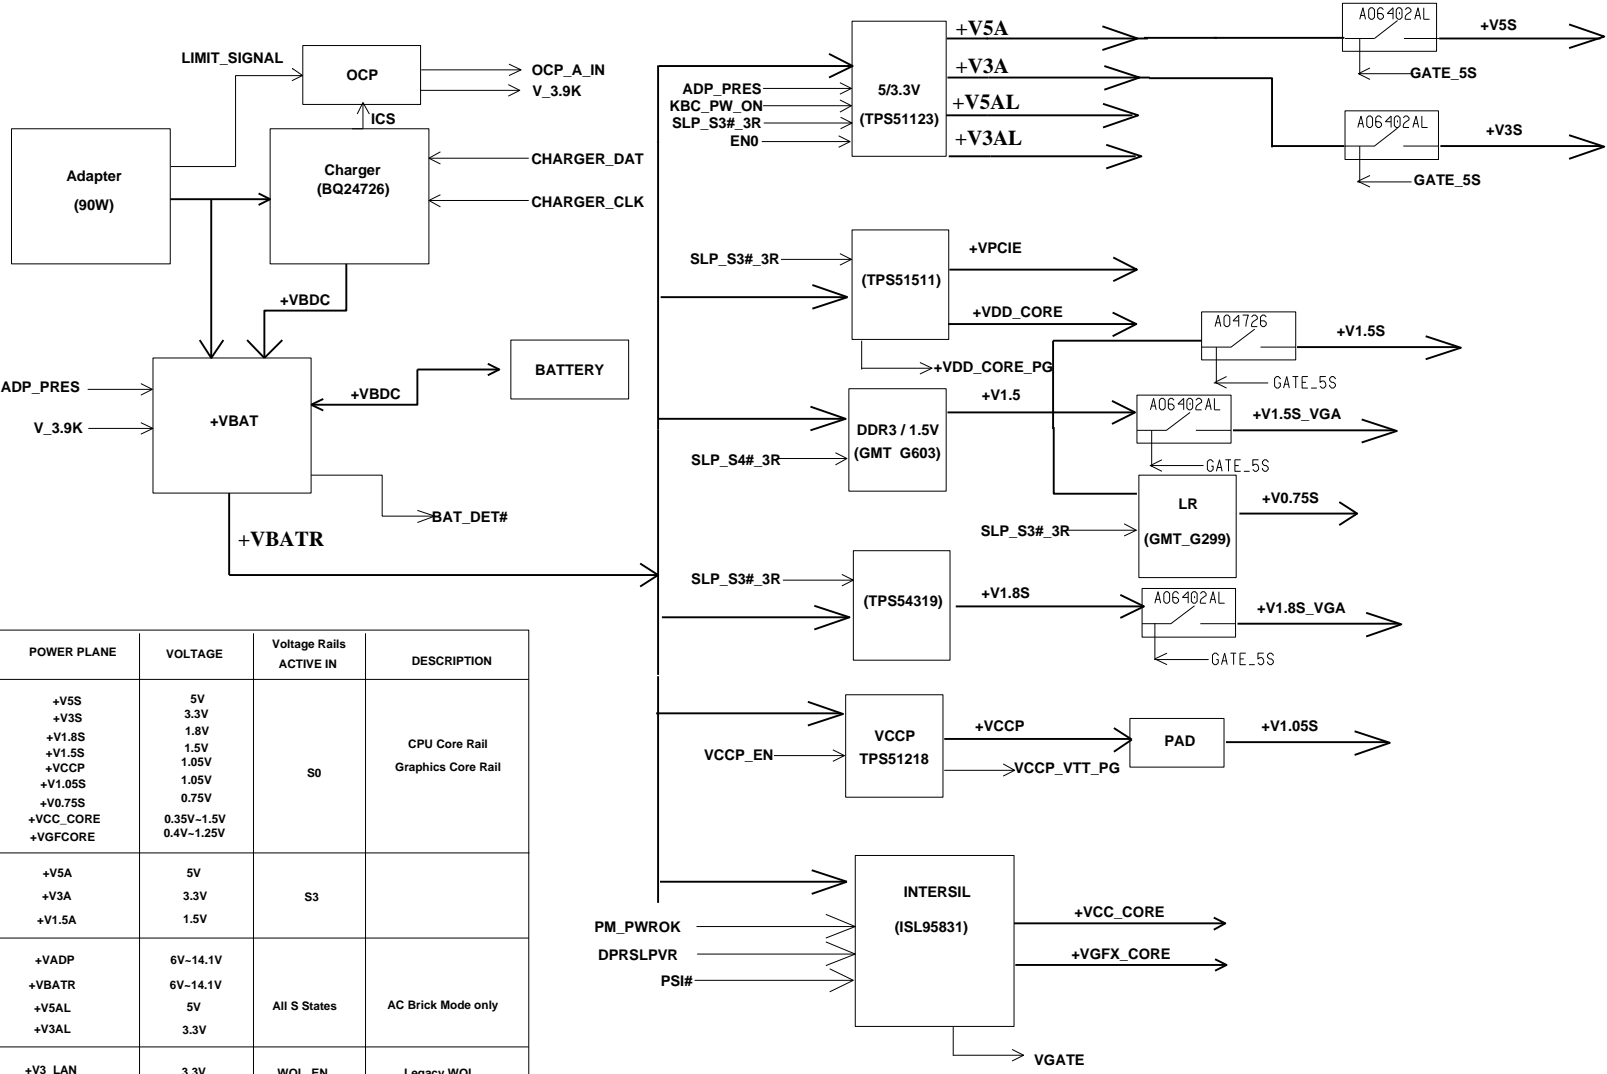 LIMIT_SIGNAL
OCP
OCP_A_IN
V_3.9K
ICS
Adapter
(90W)
Charger
(BQ24726)
CHARGER_DAT
CHARGER_CLK
+VBDC
ADP_PRES
V_3.9K
+VBAT
+VBDC
BATTERY
BAT_DET#
+VBATR
ADP_PRES
KBC_PW_ON
SLP_S3#_3R
EN0
5/3.3V
(TPS51123)
+V5A
+V3A
+V5AL
+V3AL
AO6402AL
+V5S
GATE_5S
AO6402AL
+V3S
GATE_5S
SLP_S3#_3R
(TPS51511)
+VPCIE
+VDD_CORE
+VDD_CORE_PG
AO4726
+V1.5S
GATE_5S
DDR3 / 1.5V
(GMT G603)
SLP_S4#_3R
+V1.5
AO6402AL
+V1.5S_VGA
GATE_5S
LR
(GMT_G299)
SLP_S3#_3R
+V0.75S
SLP_S3#_3R
(TPS54319)
+V1.8S
AO6402AL
+V1.8S_VGA
GATE_5S
VCCP
TPS51218
VCCP_EN
+VCCP
VCCP_VTT_PG
PAD
+V1.05S
INTERSIL
(ISL95831)
PM_PWROK
DPRSLPVR
PSI#
+VCC_CORE
+VGFX_CORE
VGATE
POWER PLANE VOLTAGE Voltage Rails ACTIVE IN DESCRIPTION
+V5S 5V
+V3S 3.3V
+V1.8S 1.8V
+V1.5S 1.5V
+VCCP 1.05V
+V1.05S 1.05V
+V0.75S 0.75V
+VCC_CORE 0.35V~1.5V
+VGFCORE 0.4V~1.25V
S0
CPU Core Rail
Graphics Core Rail
+V5A 5V
+V3A 3.3V
+V1.5A 1.5V
S3
+VADP 6V~14.1V
+VBATR 6V~14.1V
+V5AL 5V
+V3AL 3.3V
All S States
AC Brick Mode only
+V3_LAN 3.3V WOL_EN Legacy WOL